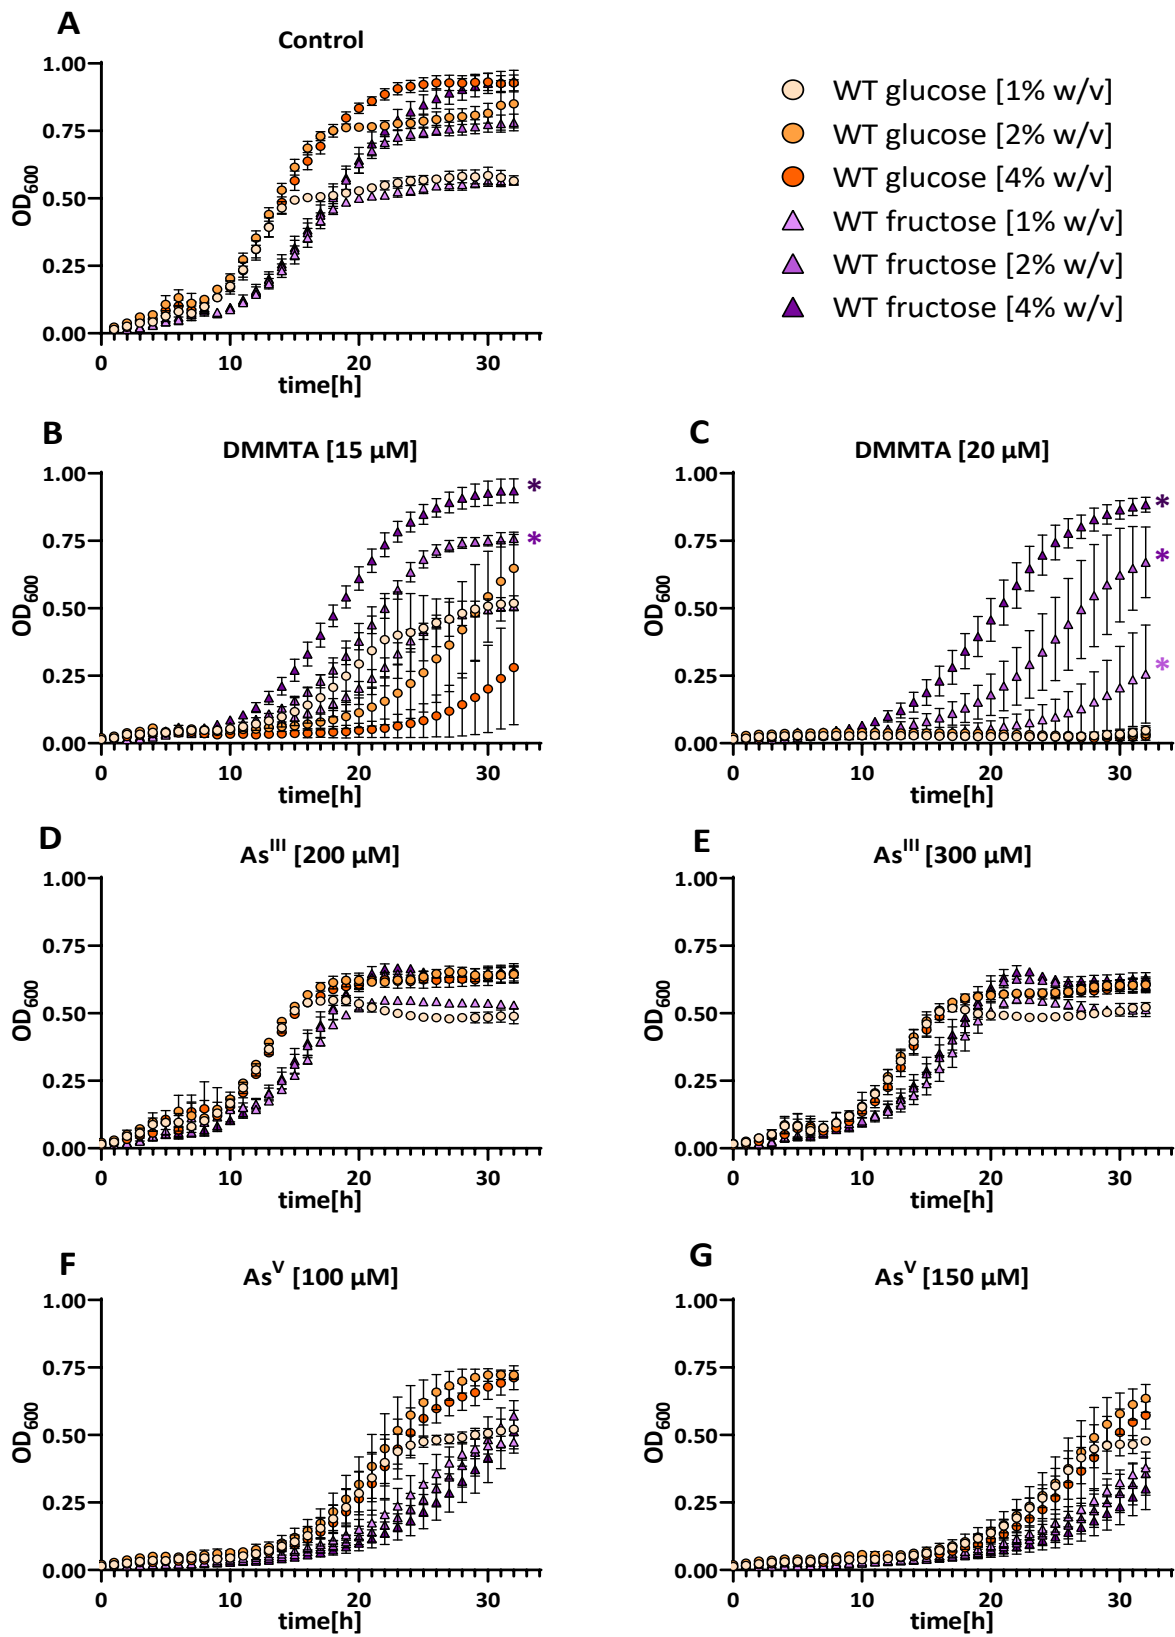 A
Control
OD600
1.00
0.75
0.50
0.25
0.00
0 10 20 30
time[h]
WT glucose [1% w/v]
WT glucose [2% w/v]
WT glucose [4% w/v]
WT fructose [1% w/v]
WT fructose [2% w/v]
WT fructose [4% w/v]
B
DMMTA [15 µM]
OD600
1.00
0.75
0.50
0.25
0.00
*
*
0 10 20 30
time[h]
C
DMMTA [20 µM]
OD600
1.00
0.75
0.50
0.25
0.00
*
*
*
0 10 20 30
time[h]
D
AsIII [200 µM]
OD600
1.00
0.75
0.50
0.25
0.00
0 10 20 30
time[h]
E
AsIII [300 µM]
OD600
1.00
0.75
0.50
0.25
0.00
0 10 20 30
time[h]
F
AsV [100 µM]
OD600
1.00
0.75
0.50
0.25
0.00
0 10 20 30
time[h]
G
AsV [150 µM]
OD600
1.00
0.75
0.50
0.25
0.00
0 10 20 30
time[h]